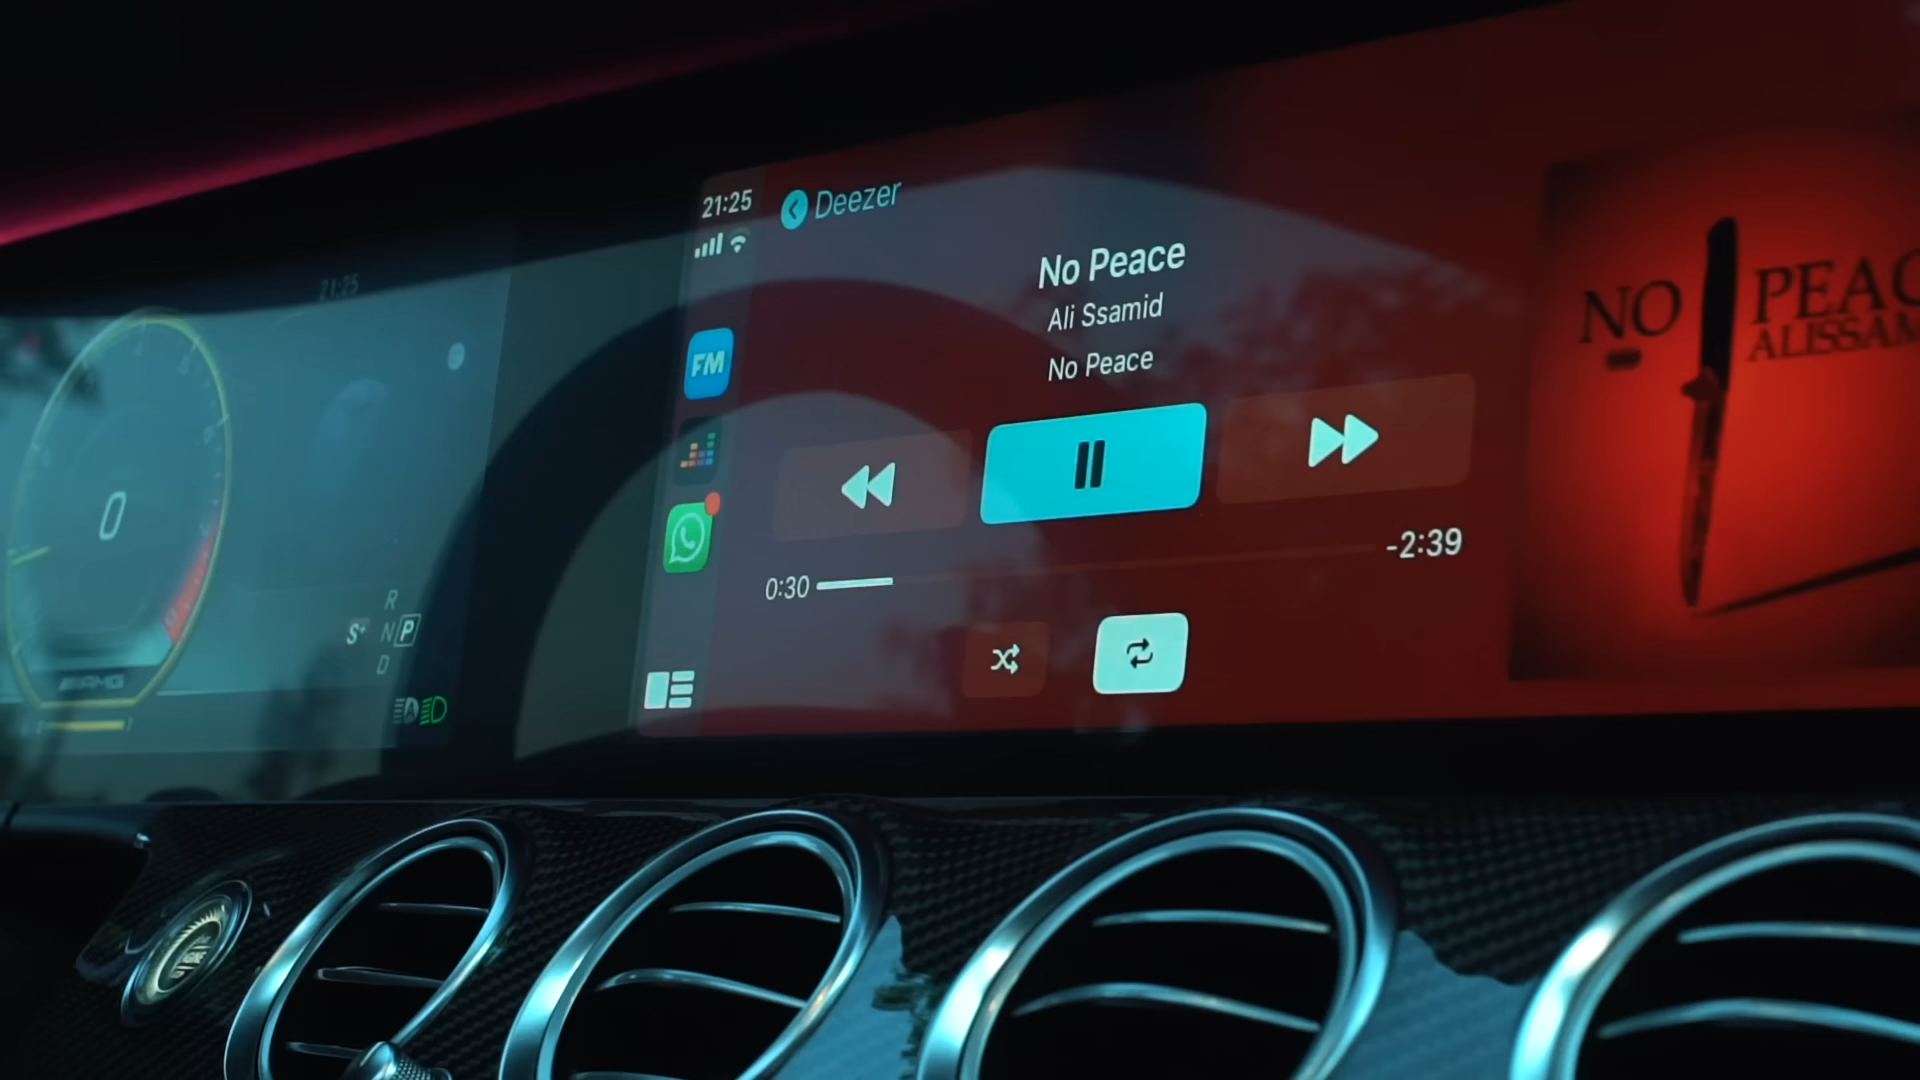 21:25
0
R
S+ N P
D
AMG
21:25
Deezer
FM
No Peace
Ali Ssamid
No Peace
0:30
-2:39
NO PEAC
ALISSAM